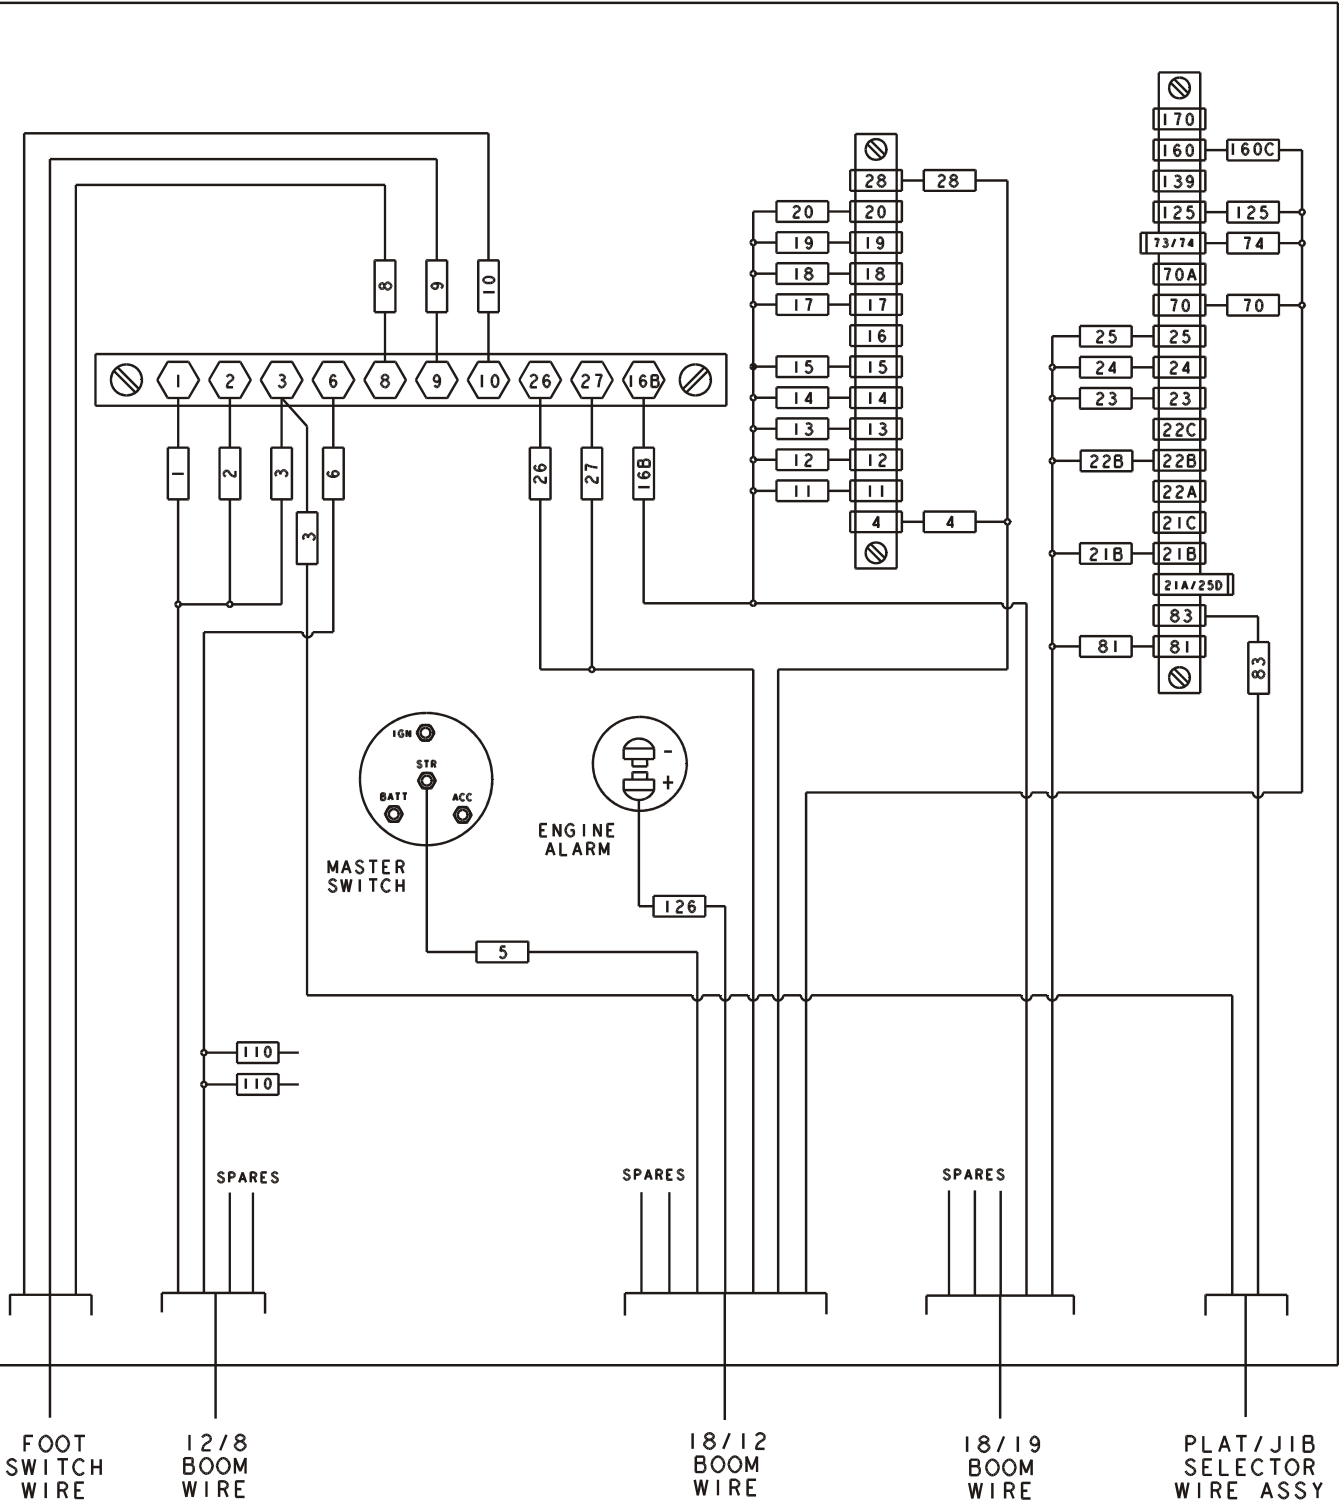 170
160 160C
139
28 28
125 125
20 20
73/74 74
19 19
18 18
70A
8 9 10
17 17
70 70
16
25 25
15 15
24 24
1 2 3 6 8 9 10 26 27 16B
14 14
23 23
13 13
22C
12 12
22B 22B
1 2 3 6 26 27 16B
11 11
22A
4 4
21C
3
21B 21B
21A/25D
83
81 81
83
IGN
STR
BATT
ACC
- 
+
ENGINE
ALARM
MASTER
SWITCH
126
5
110
110
SPARES
SPARES
SPARES
FOOT
SWITCH
WIRE
12/8
BOOM
WIRE
18/12
BOOM
WIRE
18/19
BOOM
WIRE
PLAT/JIB
SELECTOR
WIRE ASSY